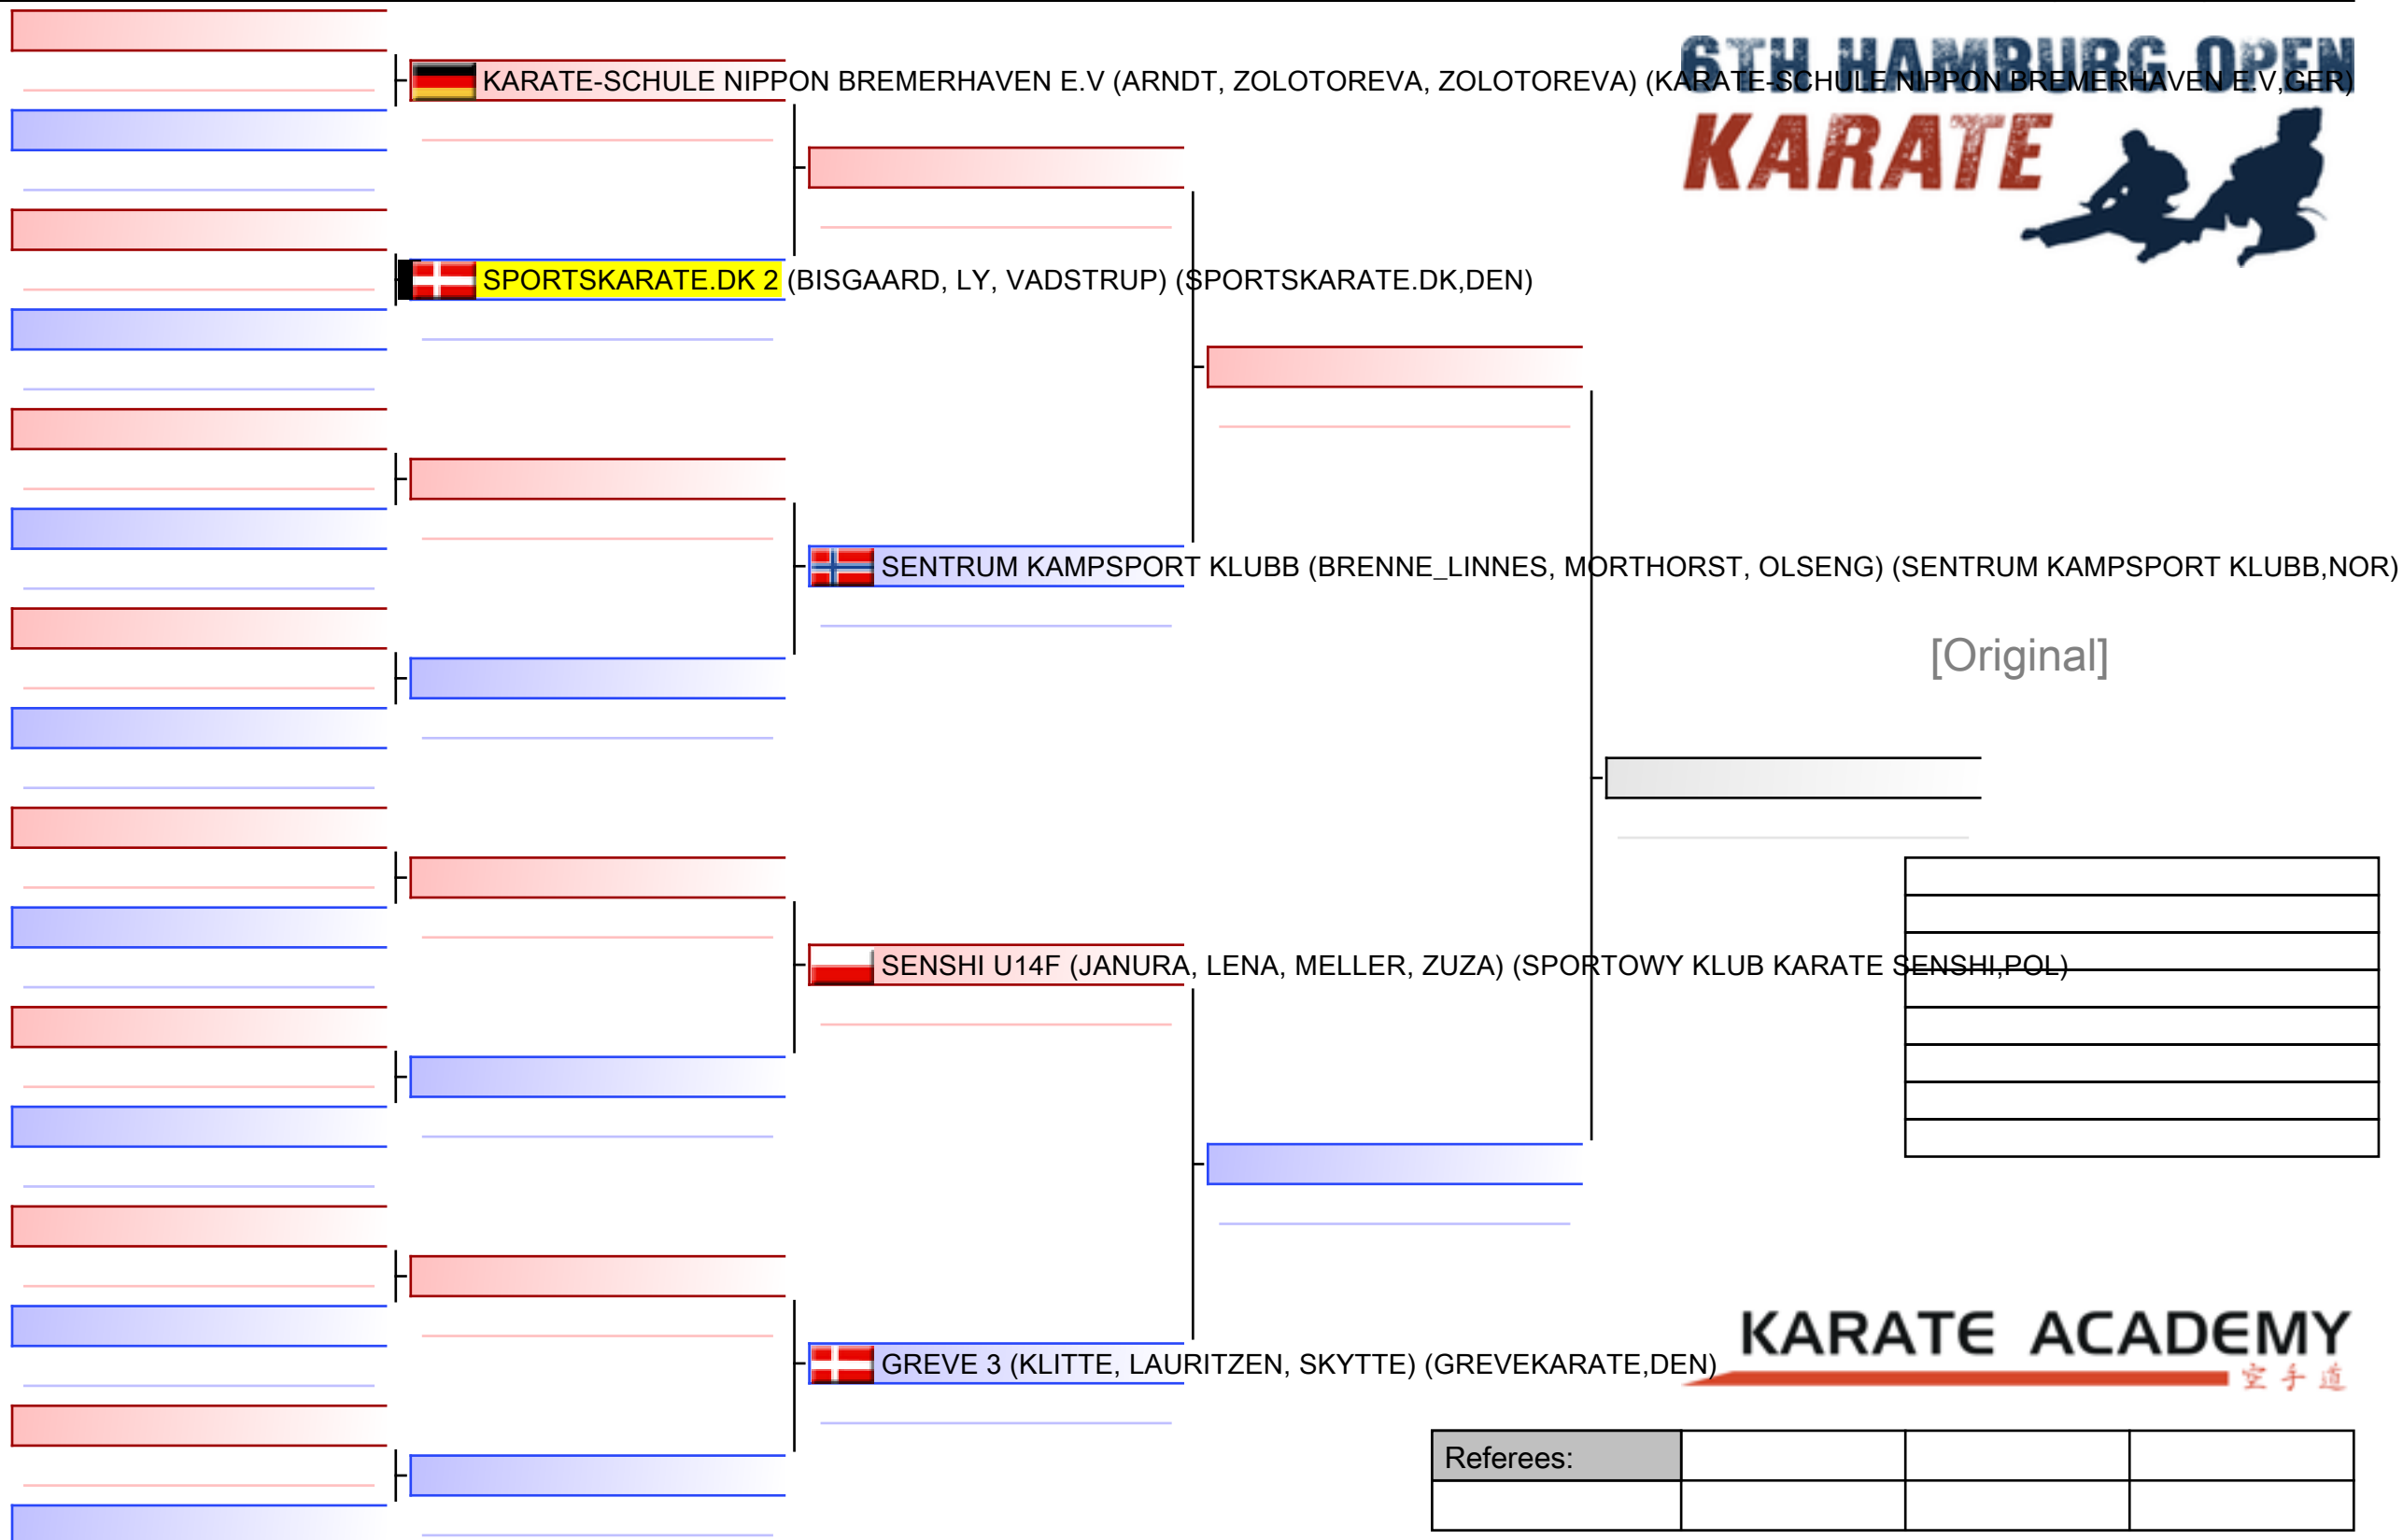 6TH HAMBURG OPEN
KARATE-SCHULE NIPPON BREMERHAVEN E.V (ARNDT, ZOLOTOREVA, ZOLOTOREVA) (KARATE-SCHULE NIPPON BREMERHAVEN E.V,GER)
KARATE
SPORTSKARATE.DK 2 (BISGAARD, LY, VADSTRUP) (SPORTSKARATE.DK,DEN)
SENTRUM KAMPSPORT KLUBB (BRENNE_LINNES, MORTHORST, OLSENG) (SENTRUM KAMPSPORT KLUBB,NOR)
[Original]
SENSHI U14F (JANURA, LENA, MELLER, ZUZA) (SPORTOWY KLUB KARATE SENSHI,POL)
KARATE ACADEMY
GREVE 3 (KLITTE, LAURITZEN, SKYTTE) (GREVEKARATE,DEN)
空手道
Referees: